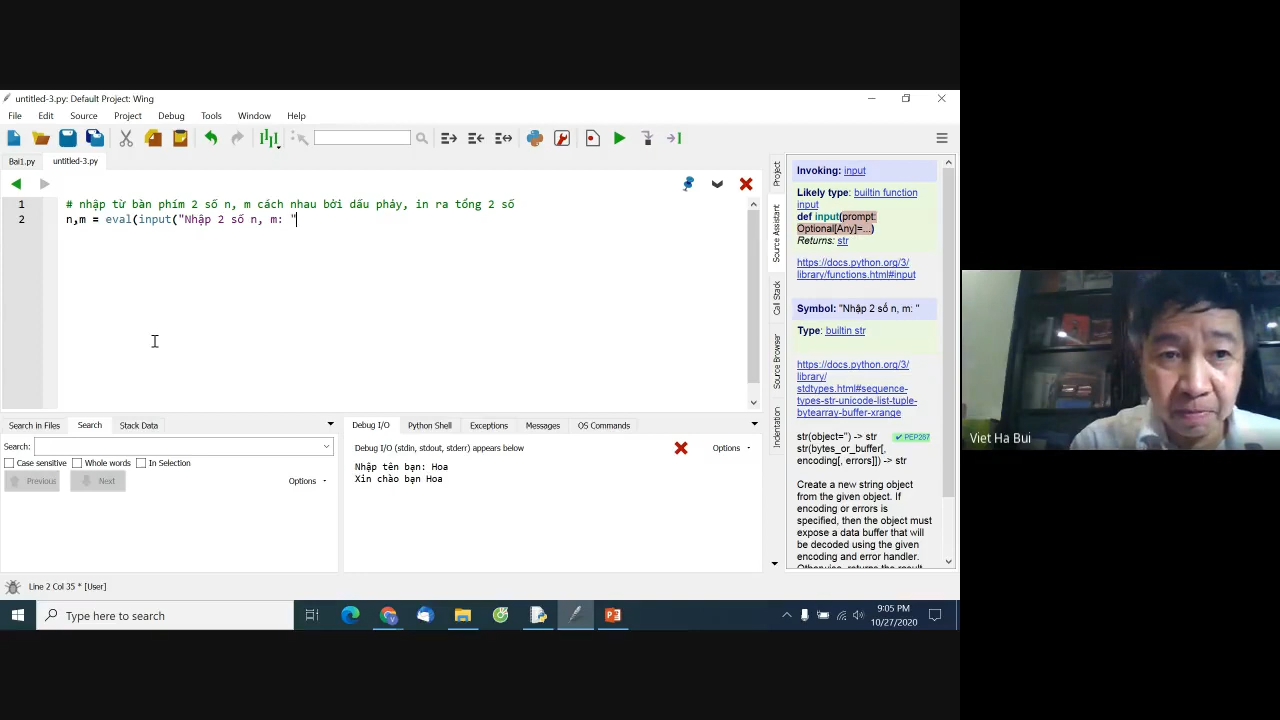 untitled-3.py: Default Project: Wing
File Edit Source Project Debug Tools Window Help
Bai1.py untitled-3.py
1 # nhập từ bàn phím 2 số n, m cách nhau bởi dấu phảy, in ra tổng 2 số
2 n,m = eval(input("Nhập 2 số n, m: "
Project
Source Assistant
Call Stack
Source Browser
Indentation
Invoking: input
Likely type: builtin function
input
def input(prompt:
Optional[Any]=...)
Returns: str
https://docs.python.org/3/
library/functions.html#input
Symbol: "Nhập 2 số n, m: "
Type: builtin str
https://docs.python.org/3/
library/
stdtypes.html#sequence-
types-str-unicode-list-tuple-
bytearray-buffer-xrange
str(object='') -> str ✔ PEP287
str(bytes_or_buffer[,
encoding[, errors]]) -> str
Create a new string object
from the given object. If
encoding or errors is
specified, then the object must
expose a data buffer that will
be decoded using the given
encoding and error handler.
Otherwise, returns the result
Search in Files Search Stack Data
Search:
Case sensitive Whole words In Selection
Previous Next Options
Debug I/O Python Shell Exceptions Messages OS Commands
Debug I/O (stdin, stdout, stderr) appears below Options
Nhập tên bạn: Hoa
Xin chào bạn Hoa
Line 2 Col 35 * [User]
Type here to search
9:05 PM
10/27/2020
Viet Ha Bui